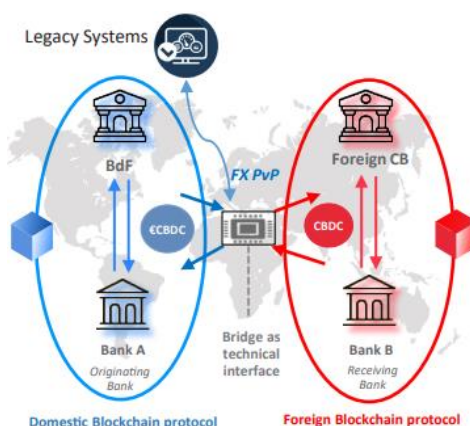 Legacy Systems
BdF
FX PvP
Foreign CB
€CBDC
CBDC
Bank A
Originating
Bank
Bridge as
technical
interface
Bank B
Receiving
Bank
Domestic Blockchain protocol
Foreign Blockchain protocol